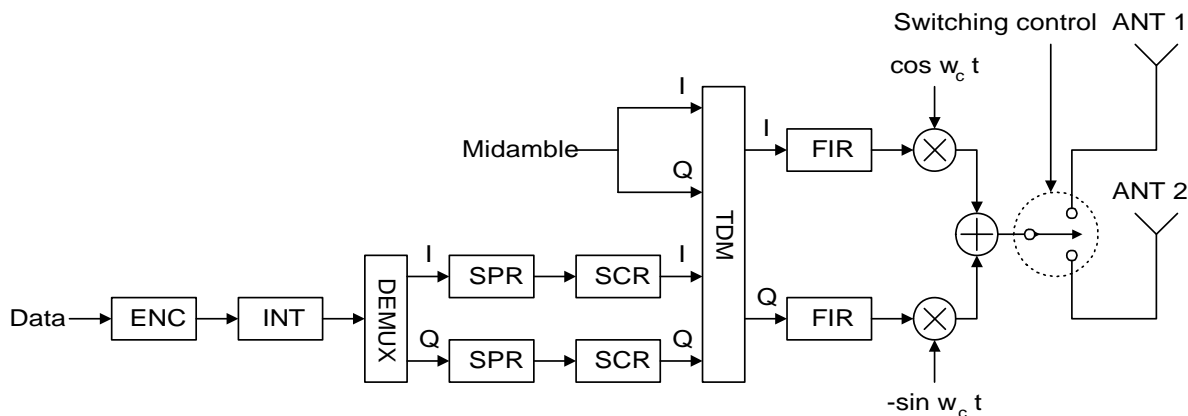 Switching control ANT 1
cos w_c t
I
I
Midamble
FIR
Q
ANT 2
TDM
I
I
Q
SPR
SCR
Data
ENC
INT
DEMUX
FIR
Q
Q
SPR
SCR
-sin w_c t